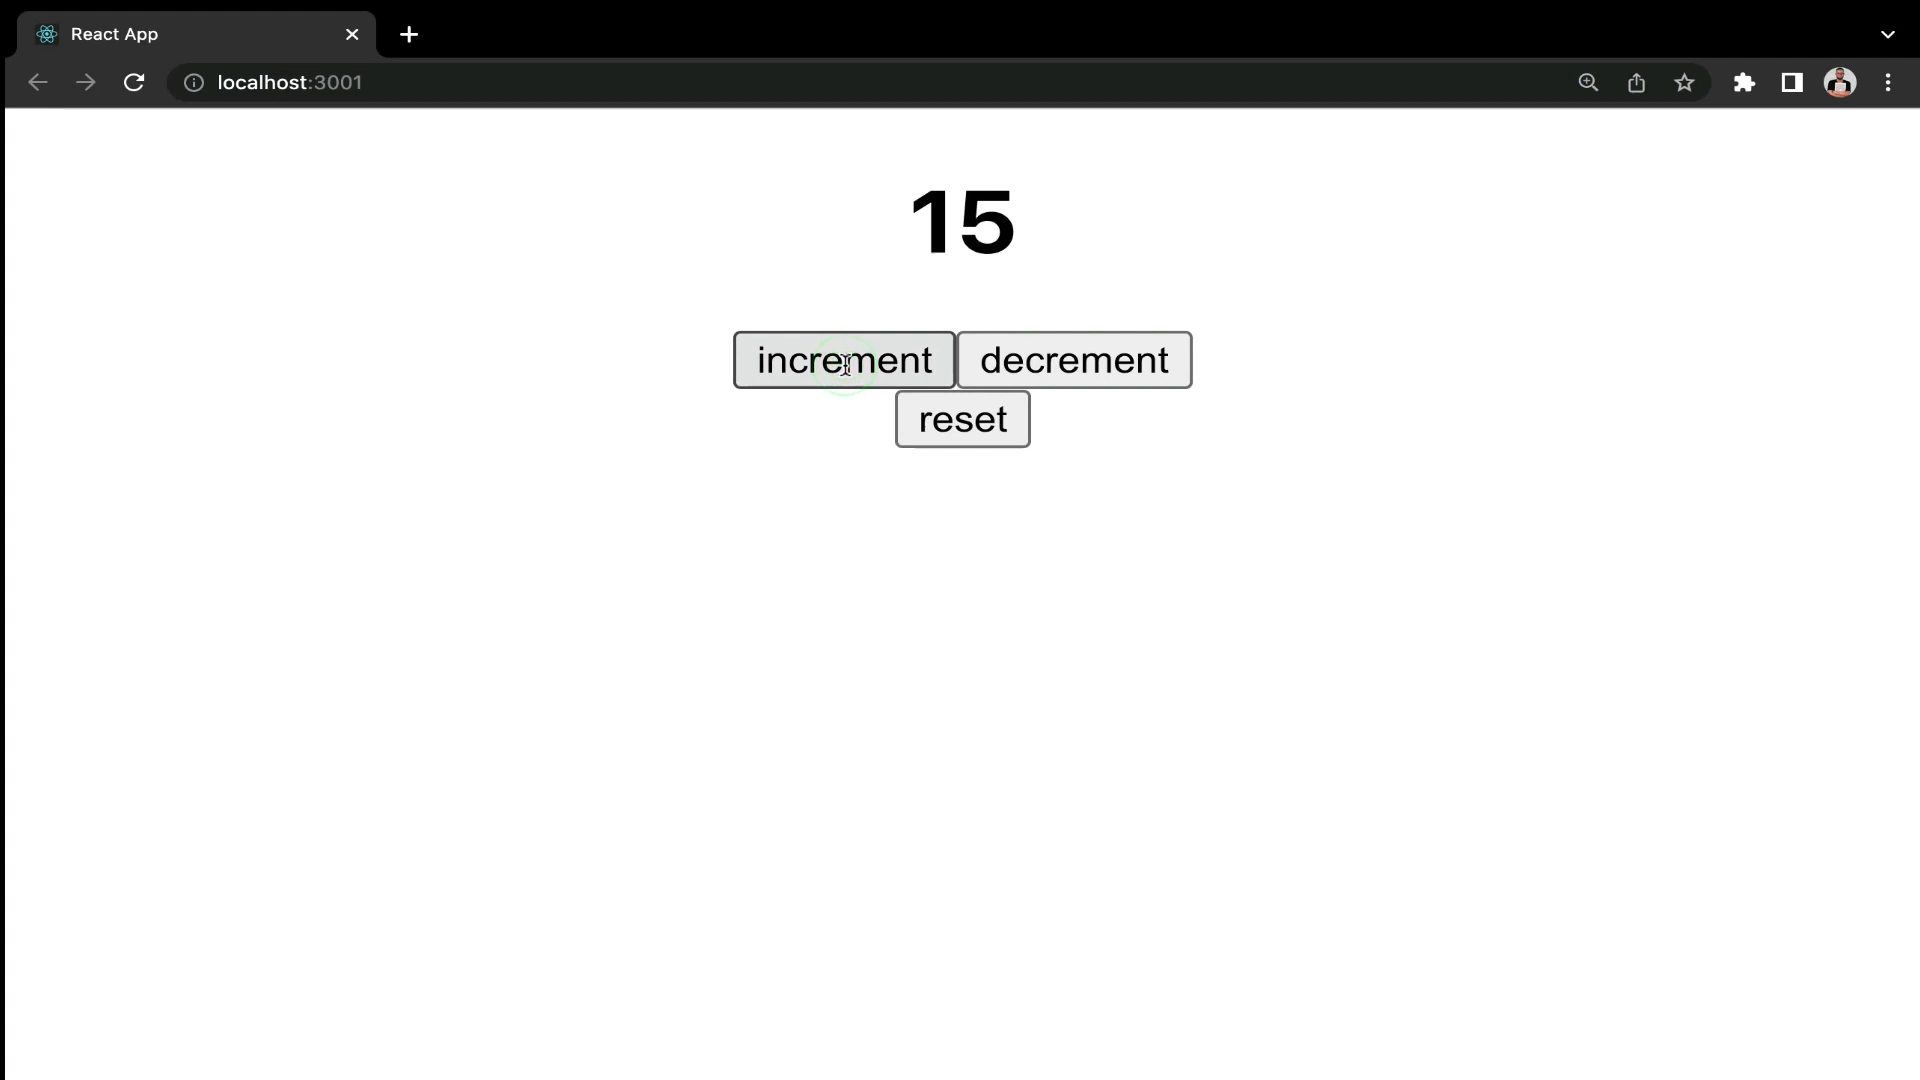 React App
localhost:3001
15
increment decrement
reset